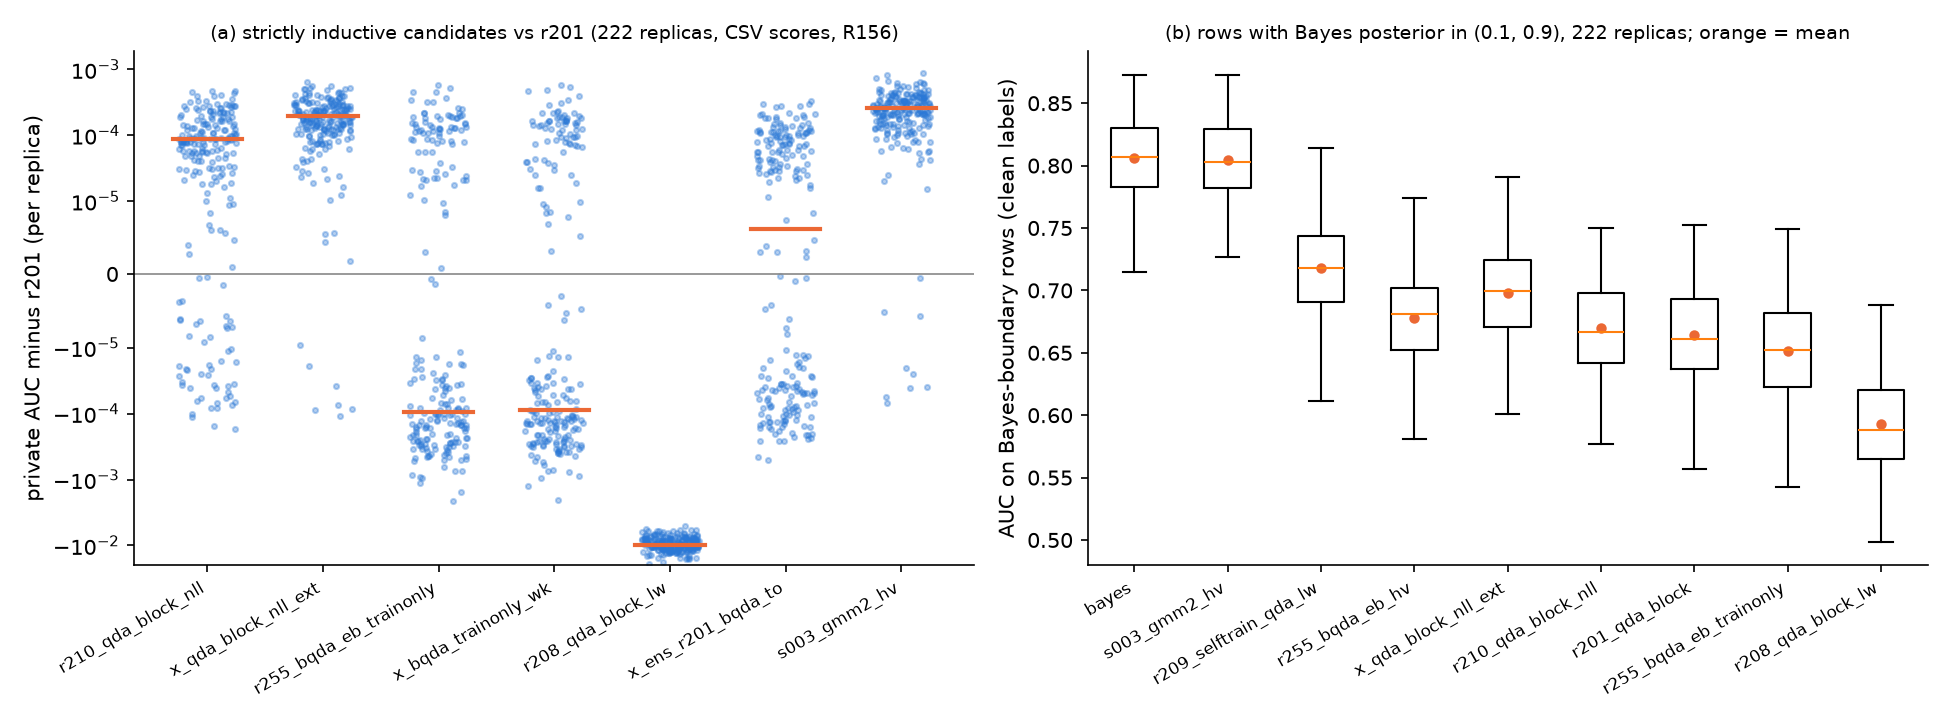 (a) strictly inductive candidates vs r201 (222 replicas, CSV scores, R156)
private AUC minus r201 (per replica)
10⁻³
10⁻⁴
10⁻⁵
0
−10⁻⁵
−10⁻⁴
−10⁻³
−10⁻²
r210_qda_block_nll
x_qda_block_nll_ext
r255_bqda_eb_trainonly
x_bqda_trainonly_wk
r208_qda_block_lw
x_ens_r201_bqda_to
s003_gmm2_hv
(b) rows with Bayes posterior in (0.1, 0.9), 222 replicas; orange = mean
AUC on Bayes-boundary rows (clean labels)
0.85
0.80
0.75
0.70
0.65
0.60
0.55
0.50
bayes
s003_gmm2_hv
r209_selftrain_qda_lw
r255_bqda_eb_hv
x_qda_block_nll_ext
r210_qda_block_nll
r201_qda_block
r255_bqda_eb_trainonly
r208_qda_block_lw